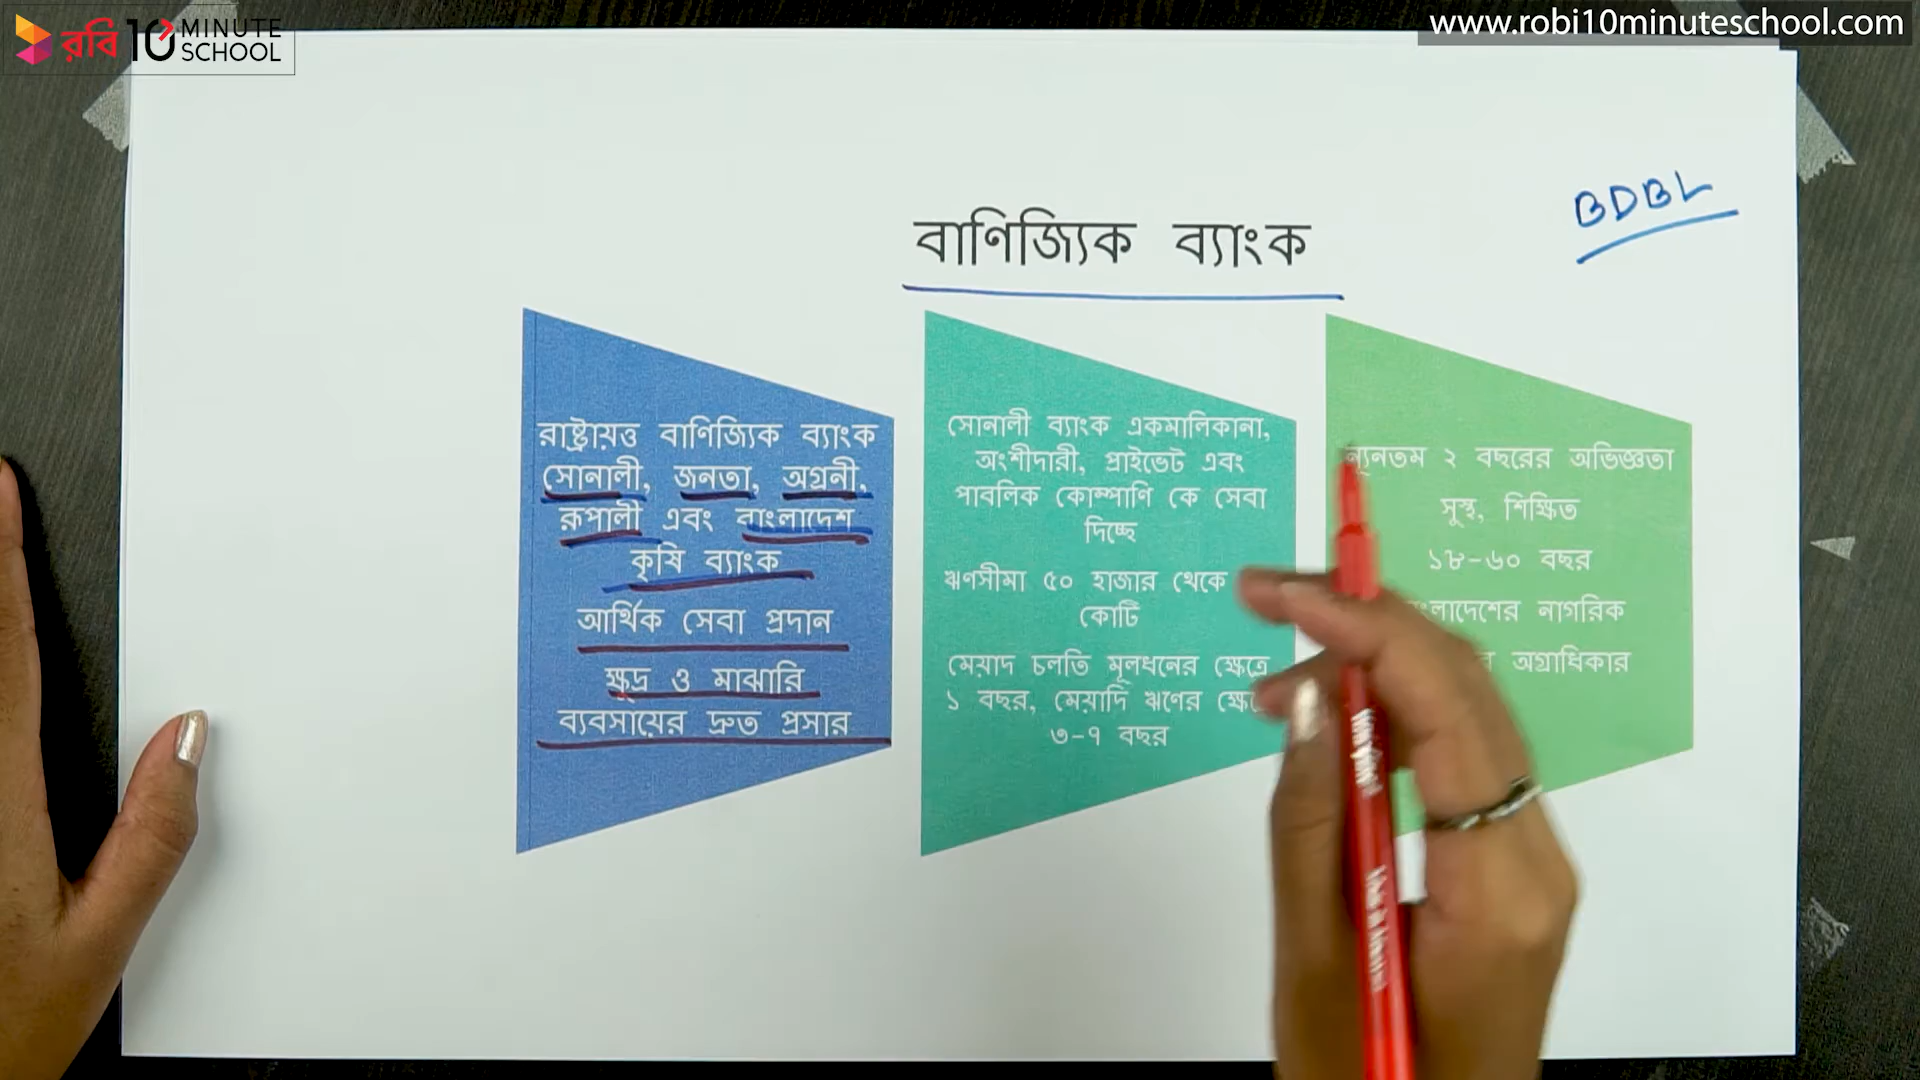 রবি 10 MINUTE SCHOOL
www.robi10minuteschool.com
BDBL
বাণিজ্যিক ব্যাংক
রাষ্ট্রায়ত্ত বাণিজ্যিক ব্যাংক
সোনালী, জনতা, অগ্রনী,
রূপালী এবং বাংলাদেশ
কৃষি ব্যাংক
আর্থিক সেবা প্রদান
ক্ষুদ্র ও মাঝারি
ব্যবসায়ের দ্রুত প্রসার
সোনালী ব্যাংক একমালিকানা,
অংশীদারী, প্রাইভেট এবং
পাবলিক কোম্পাণি কে সেবা
দিচ্ছে
ঋণসীমা ৫০ হাজার থেকে
কোটি
মেয়াদ চলতি মূলধনের ক্ষেত্রে
১ বছর, মেয়াদি ঋণের
৩-৭ বছর
ন্যূনতম ২ বছরের অভিজ্ঞতা
সুস্থ, শিক্ষিত
১৮-৬০ বছর
নাগরিক
অগ্রাধিকার